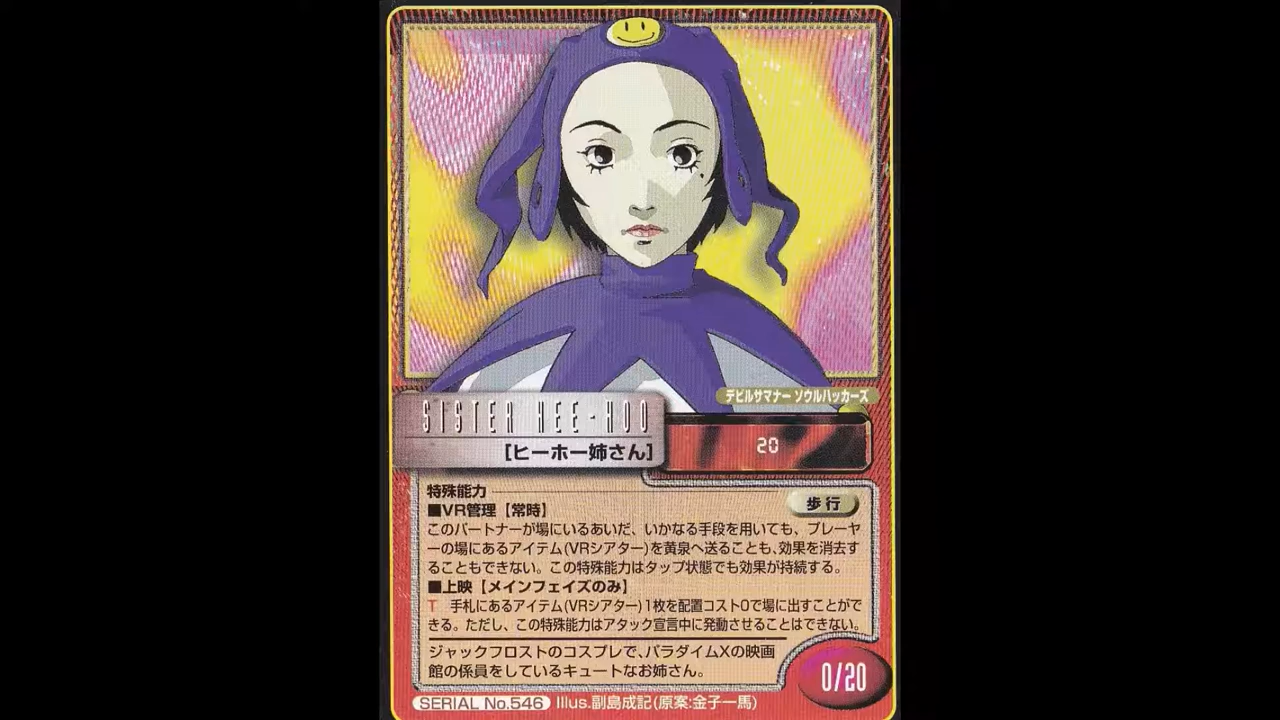 デビルサマナー ソウルハッカーズ
SISTER HEE-HOO
[ヒーホー姉さん]
20
特殊能力
歩行
■VR管理【常時】
このパートナーが場にいるあいだ、いかなる手段を用いても、プレーヤ
ーの場にあるアイテム(VRシアター)を黄泉へ送ることも、効果を消去す
ることもできない。この特殊能力はタップ状態でも効果が持続する。
■上映【メインフェイズのみ】
T 手札にあるアイテム(VRシアター)1枚を配置コスト0で場に出すことがで
きる。ただし、この特殊能力はアタック宣言中に発動させることはできない。
ジャックフロストのコスプレで、パラダイムXの映画
館の係員をしているキュートなお姉さん。
0/20
SERIAL No.546 Illus.副島成記(原案:金子一馬)